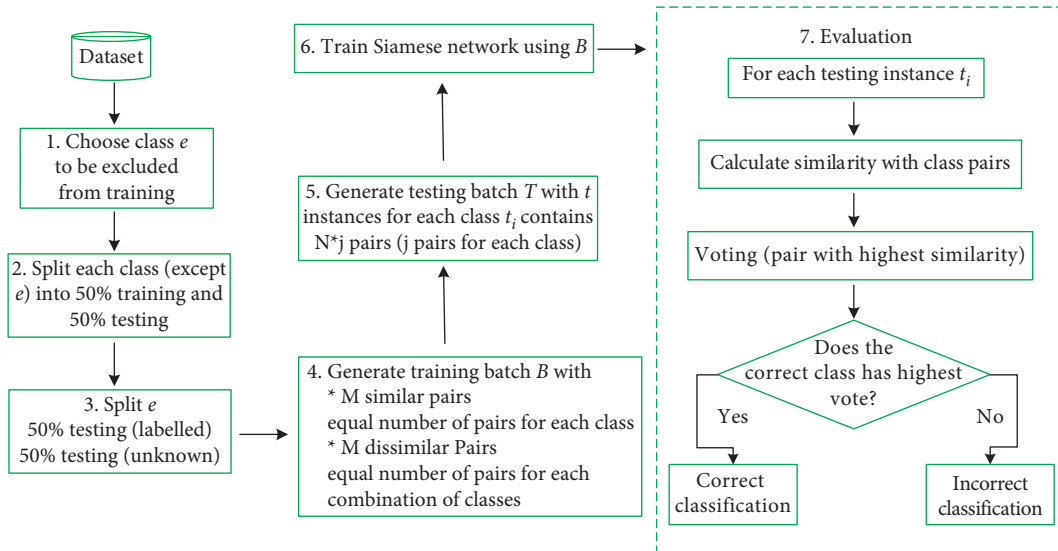 Dataset
1. Choose class e
to be excluded
from training
2. Split each class (except
e) into 50% training and
50% testing
3. Split e
50% testing (labelled)
50% testing (unknown)
4. Generate training batch B with
* M similar pairs
equal number of pairs for each class
* M dissimilar Pairs
equal number of pairs for each
combination of classes
5. Generate testing batch T with t
instances for each class t_i contains
N*j pairs (j pairs for each class)
6. Train Siamese network using B
7. Evaluation
For each testing instance t_i
Calculate similarity with class pairs
Voting (pair with highest similarity)
Does the
correct class has highest
vote?
Yes
No
Correct
classification
Incorrect
classification